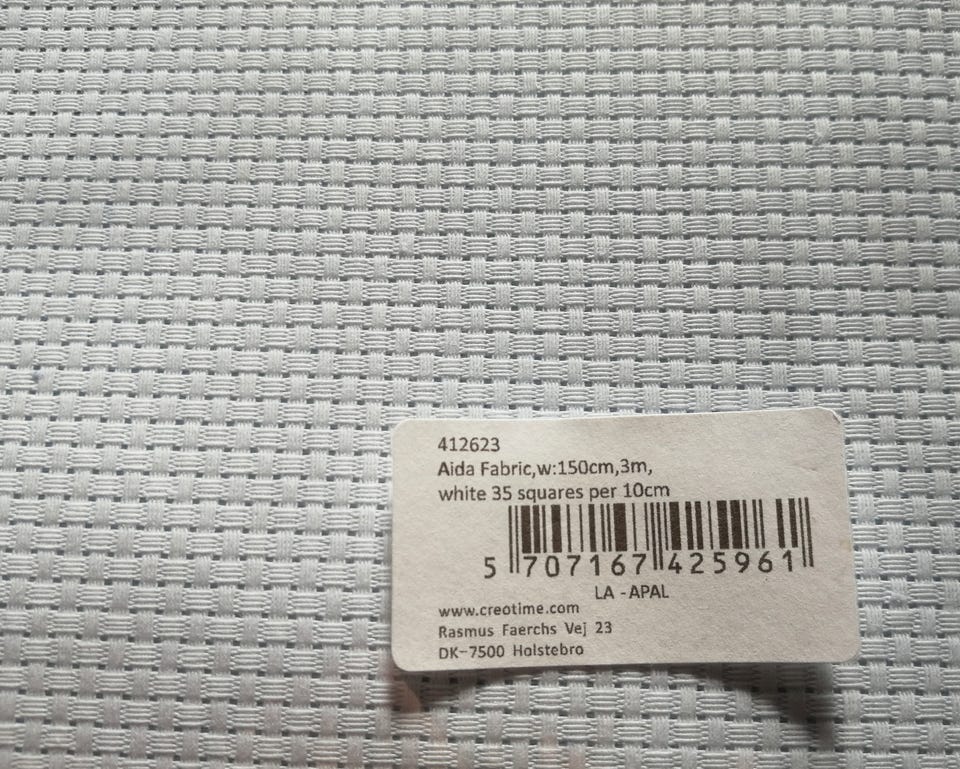 412623
Aida Fabric,w:150cm,3m,
white 35 squares per 10cm
5 707167 425961
LA -APAL
www.creotime.com
Rasmus Faerchs Vej 23
DK-7500 Holstebro